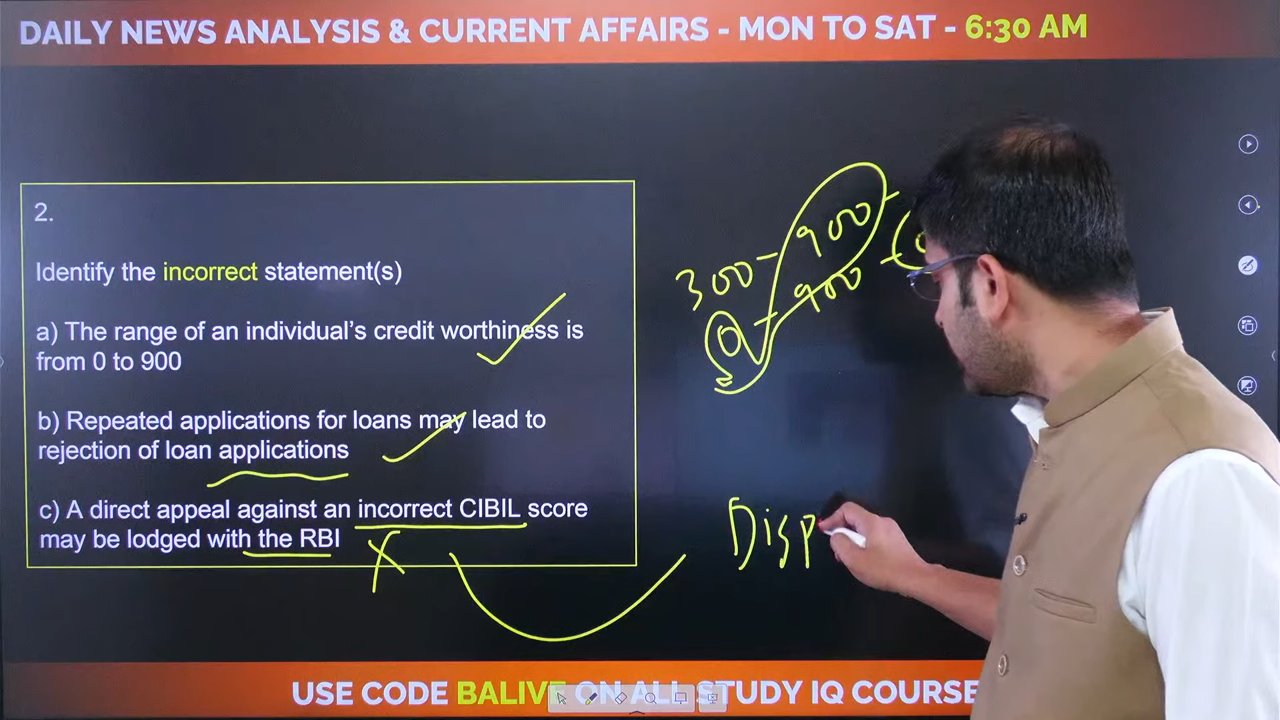 DAILY NEWS ANALYSIS & CURRENT AFFAIRS - MON TO SAT - 6:30 AM
2.
Identify the incorrect statement(s)
a) The range of an individual's credit worthiness is
from 0 to 900
b) Repeated applications for loans may lead to
rejection of loan applications
c) A direct appeal against an incorrect CIBIL score
may be lodged with the RBI
300 - 900 -
0 - 900 -
Disp
USE CODE BALIVE ON ALL STUDY IQ COURSE